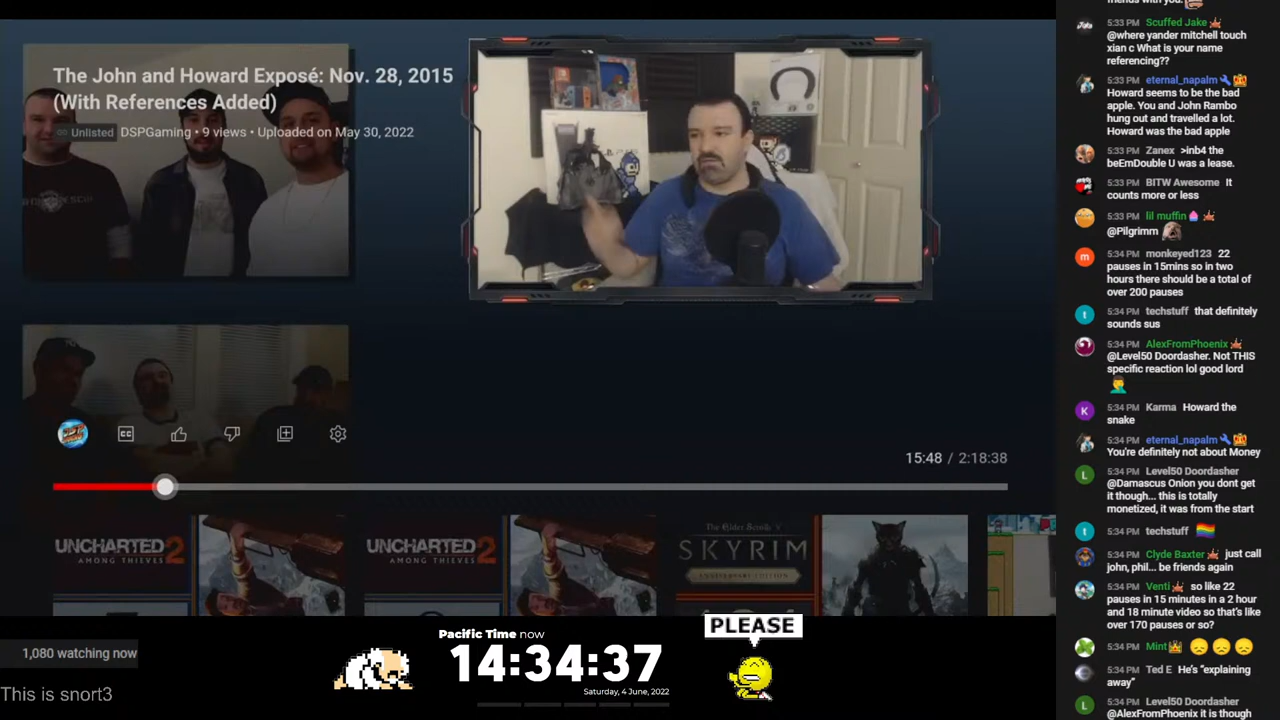 The John and Howard Exposé: Nov. 28, 2015
(With References Added)
Unlisted DSPGaming • 9 views • Uploaded on May 30, 2022
CC
15:48 / 2:18:38
UNCHARTED 2
AMONG THIEVES
UNCHARTED 2
AMONG THIEVES
The Elder Scrolls V
SKYRIM
ANNIVERSARY EDITION
1,080 watching now
This is snort3
Pacific Time now
14:34:37
Saturday, 4 June, 2022
PLEASE
friends with you.
5:33 PM Scuffed Jake
@where yander mitchell touch
xian c What is your name
referencing??
5:33 PM eternal_napalm
Howard seems to be the bad
apple. You and John Rambo
hung out and travelled a lot.
Howard was the bad apple
5:33 PM Zanex >inb4 the
beEmDouble U was a lease.
5:33 PM BITW Awesome It
counts more or less
5:33 PM lil muffin
@Pilgrimm
5:34 PM monkeyed123 22
pauses in 15mins so in two
hours there should be a total of
over 200 pauses
5:34 PM techstuff that definitely
sounds sus
5:34 PM AlexFromPhoenix
@Level50 Doordasher. Not THIS
specific reaction lol good lord
5:34 PM Karma Howard the
snake
5:34 PM eternal_napalm
You're definitely not about Money
5:34 PM Level50 Doordasher
@Damascus Onion you dont get
it though... this is totally
monetized, it was from the start
5:34 PM techstuff
5:34 PM Clyde Baxter just call
john, phil... be friends again
5:34 PM Venti so like 22
pauses in 15 minutes in a 2 hour
and 18 minute video so that's like
over 170 pauses or so?
5:34 PM Mint
5:34 PM Ted E He's "explaining
away"
5:34 PM Level50 Doordasher
@AlexFromPhoenix it is though